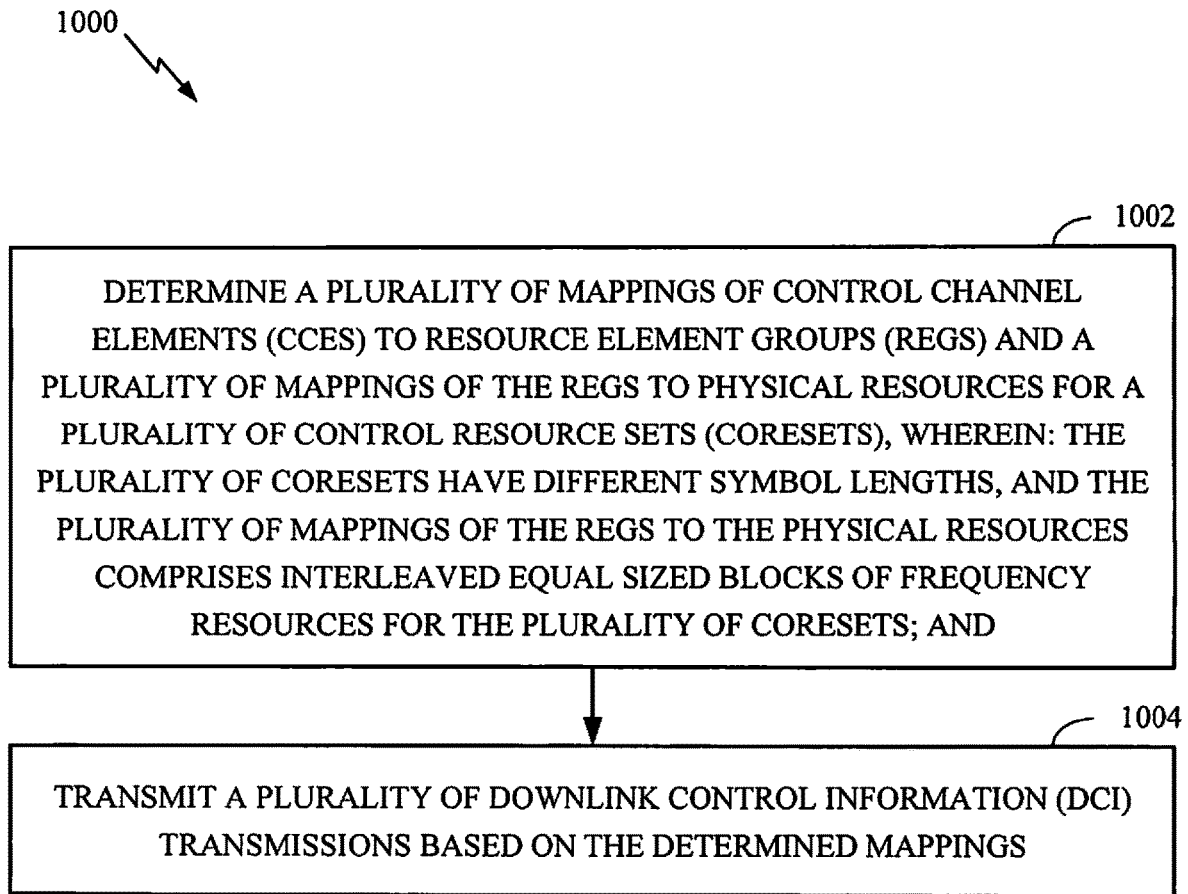 1000
1002
DETERMINE A PLURALITY OF MAPPINGS OF CONTROL CHANNEL
ELEMENTS (CCES) TO RESOURCE ELEMENT GROUPS (REGS) AND A
PLURALITY OF MAPPINGS OF THE REGS TO PHYSICAL RESOURCES FOR A
PLURALITY OF CONTROL RESOURCE SETS (CORESETS), WHEREIN: THE
PLURALITY OF CORESETS HAVE DIFFERENT SYMBOL LENGTHS, AND THE
PLURALITY OF MAPPINGS OF THE REGS TO THE PHYSICAL RESOURCES
COMPRISES INTERLEAVED EQUAL SIZED BLOCKS OF FREQUENCY
RESOURCES FOR THE PLURALITY OF CORESETS; AND
1004
TRANSMIT A PLURALITY OF DOWNLINK CONTROL INFORMATION (DCI)
TRANSMISSIONS BASED ON THE DETERMINED MAPPINGS